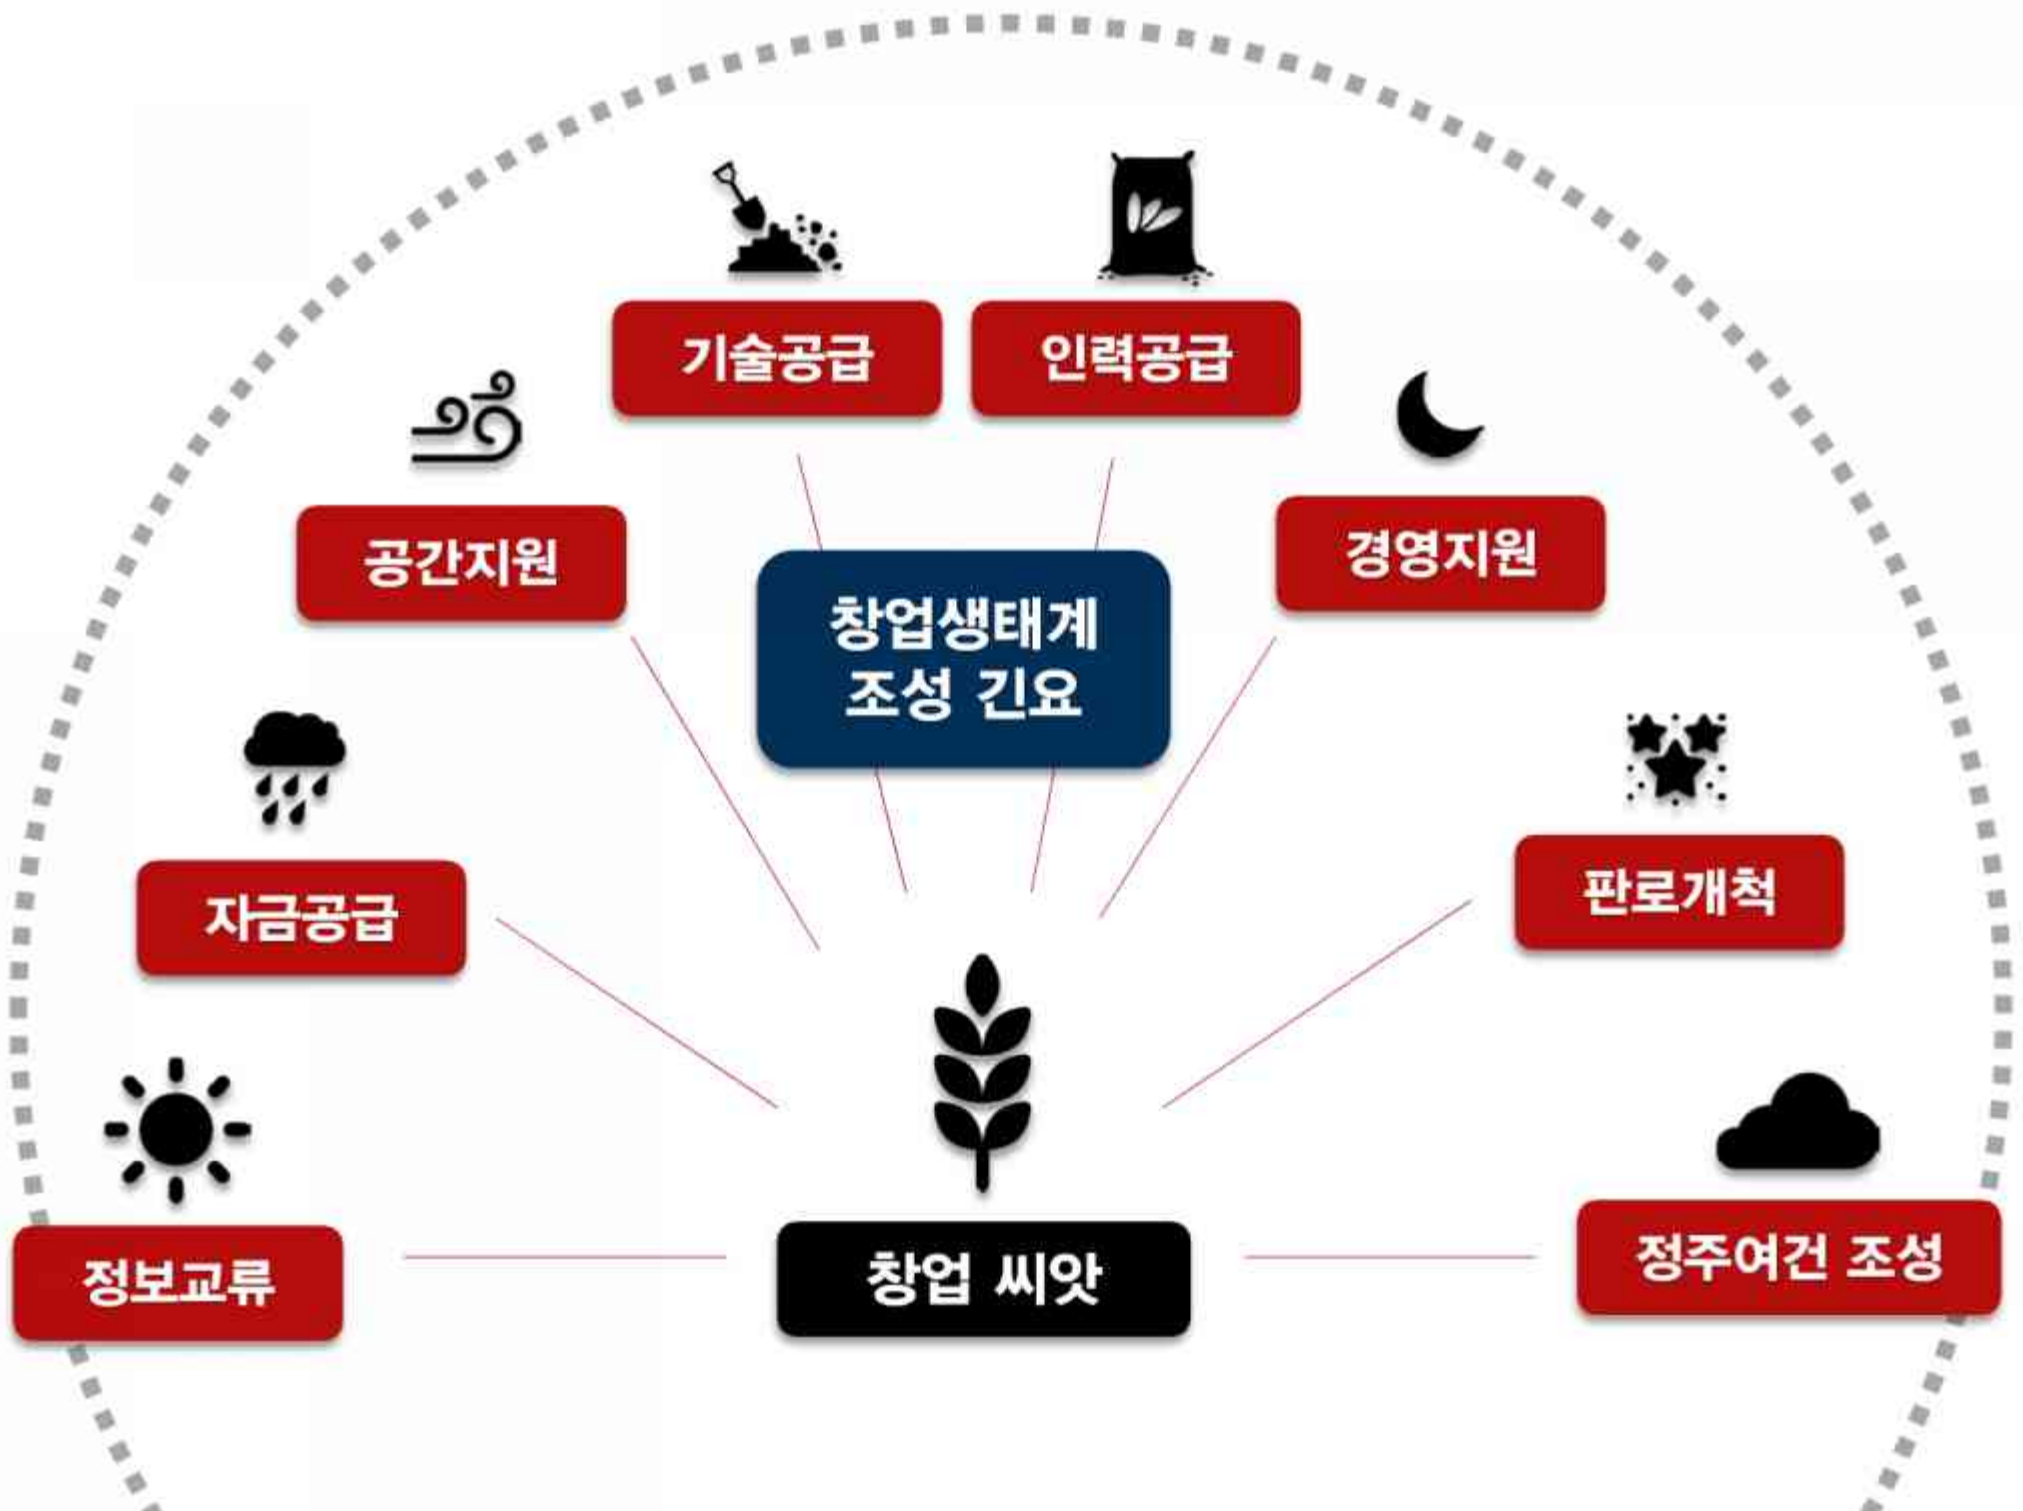 기술공급
인력공급
공간지원
경영지원
창업생태계
조성 긴요
자금공급
판로개척
정보교류
창업 씨앗
정주여건 조성